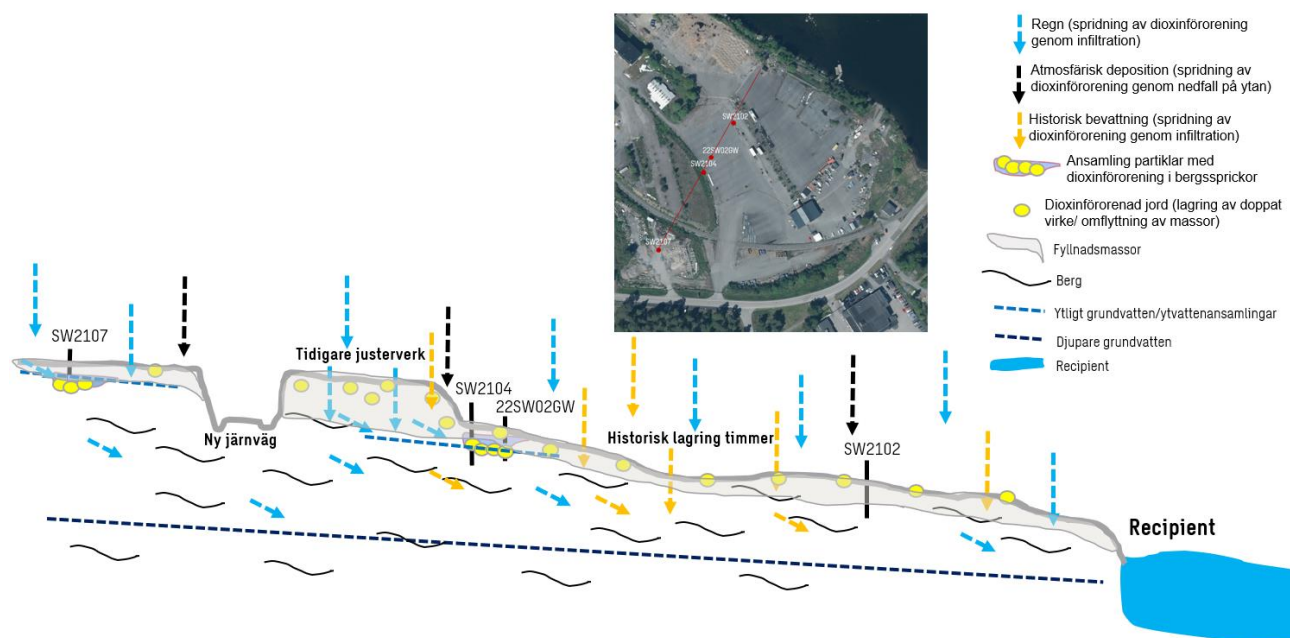 Regn (spridning av dioxinförorening
genom infiltration)
Atmosfärisk deposition (spridning av
dioxinförorening genom nedfall på ytan)
Historisk bevattning (spridning av
dioxinförorening genom infiltration)
Ansamling partiklar med
dioxinförorening i bergssprickor
Dioxinförorenad jord (lagring av doppat
virke/ omflyttning av massor)
Fyllnadsmassor
Berg
Ytligt grundvatten/ytvattenansamlingar
Djupare grundvatten
Recipient
SW2102
22SW02GW
SW2104
SW2107
SW2107
Tidigare justerverk
SW2104
22SW02GW
Ny järnväg
Historisk lagring timmer
SW2102
Recipient